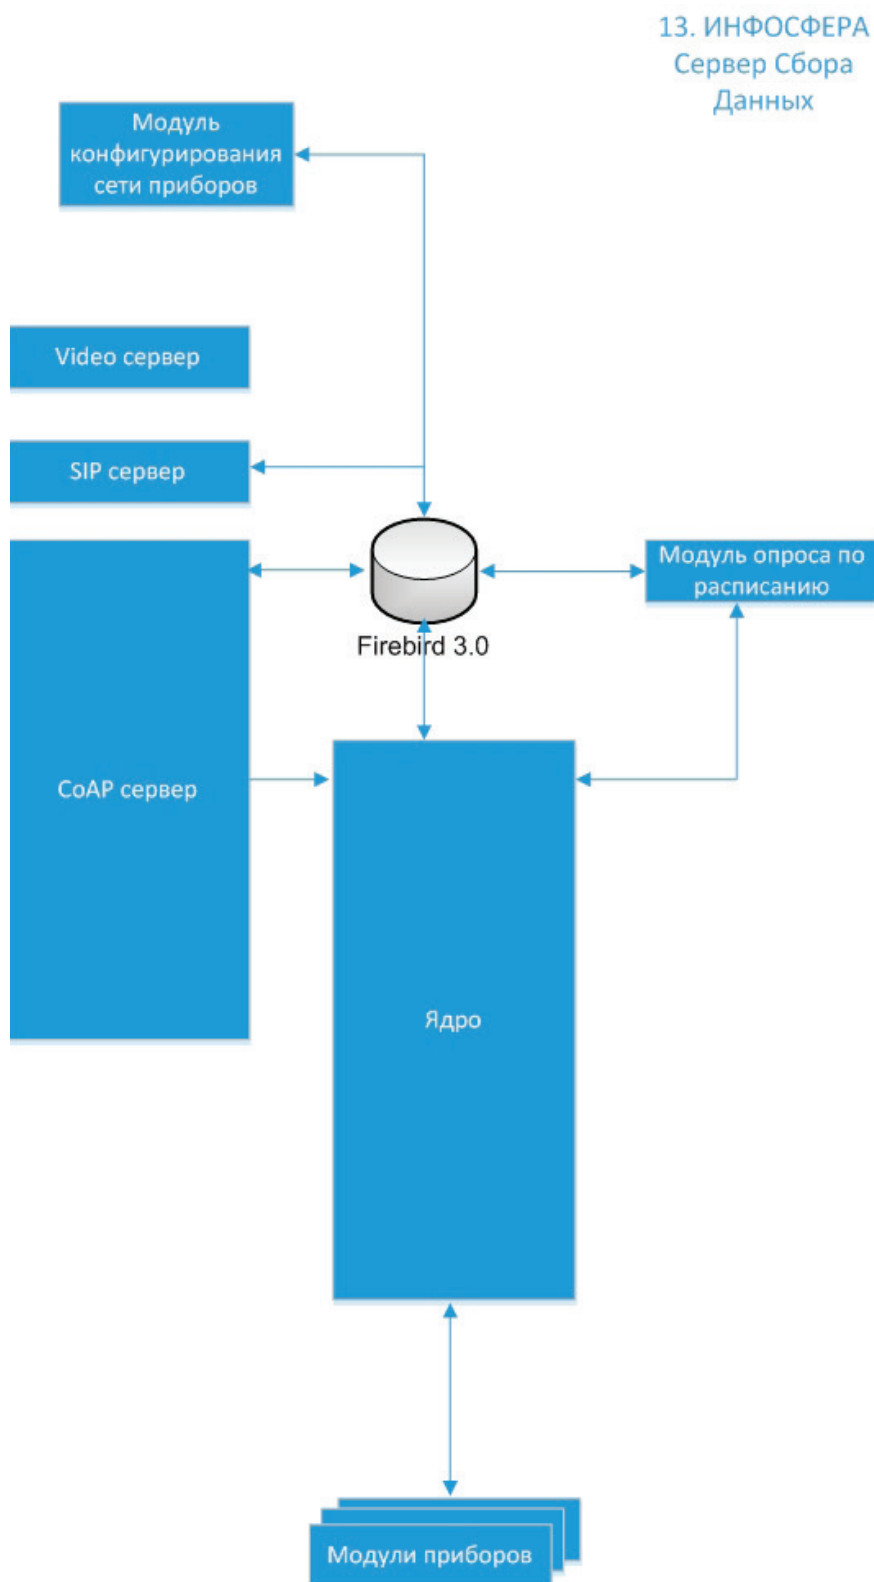 13. ИНФОСФЕРА
Сервер Сбора
Данных
Модуль
конфигурирования
сети приборов
Video сервер
SIP сервер
Модуль опроса по
расписанию
Firebird 3.0
CoAP сервер
Ядро
Модули приборов